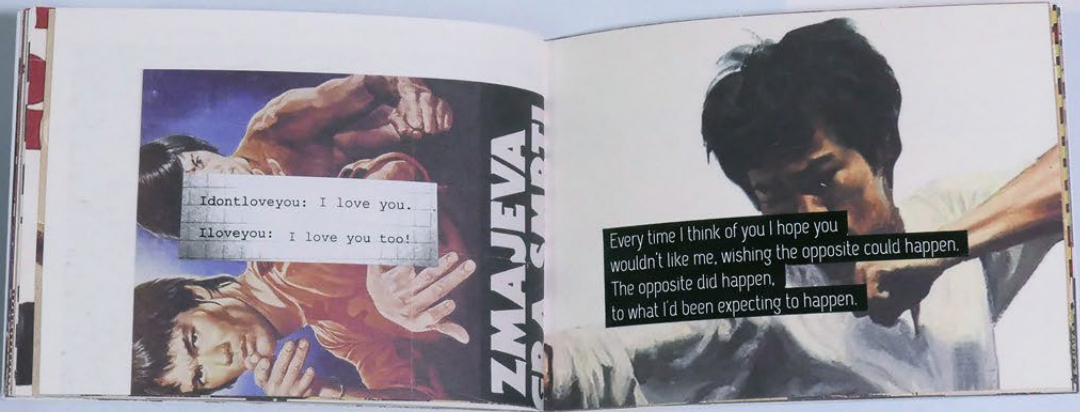 Idontloveyou: I love you.
Iloveyou: I love you too!
ZMAJEVA
Every time I think of you I hope you
wouldn't like me, wishing the opposite could happen.
The opposite did happen,
to what I'd been expecting to happen.